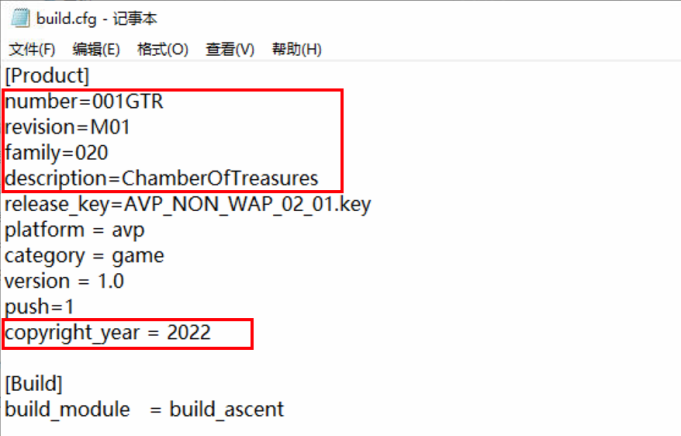 build.cfg - 记事本
文件(F) 编辑(E) 格式(O) 查看(V) 帮助(H)
[Product]
number=001GTR
revision=M01
family=020
description=ChamberOfTreasures
release_key=AVP_NON_WAP_02_01.key
platform = avp
category = game
version = 1.0
push=1
copyright_year = 2022
[Build]
build_module   = build_ascent